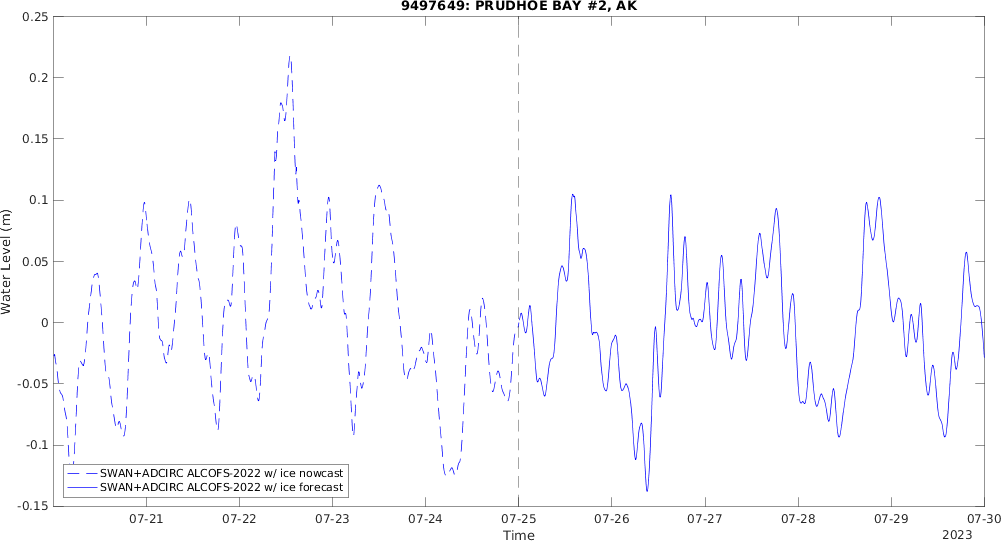 9497649: PRUDHOE BAY #2, AK
Water Level (m)
0.25
0.2
0.15
0.1
0.05
0
-0.05
-0.1
-0.15
SWAN+ADCIRC ALCOFS-2022 w/ ice nowcast
SWAN+ADCIRC ALCOFS-2022 w/ ice forecast
07-21 07-22 07-23 07-24 07-25 07-26 07-27 07-28 07-29 07-30
Time
2023